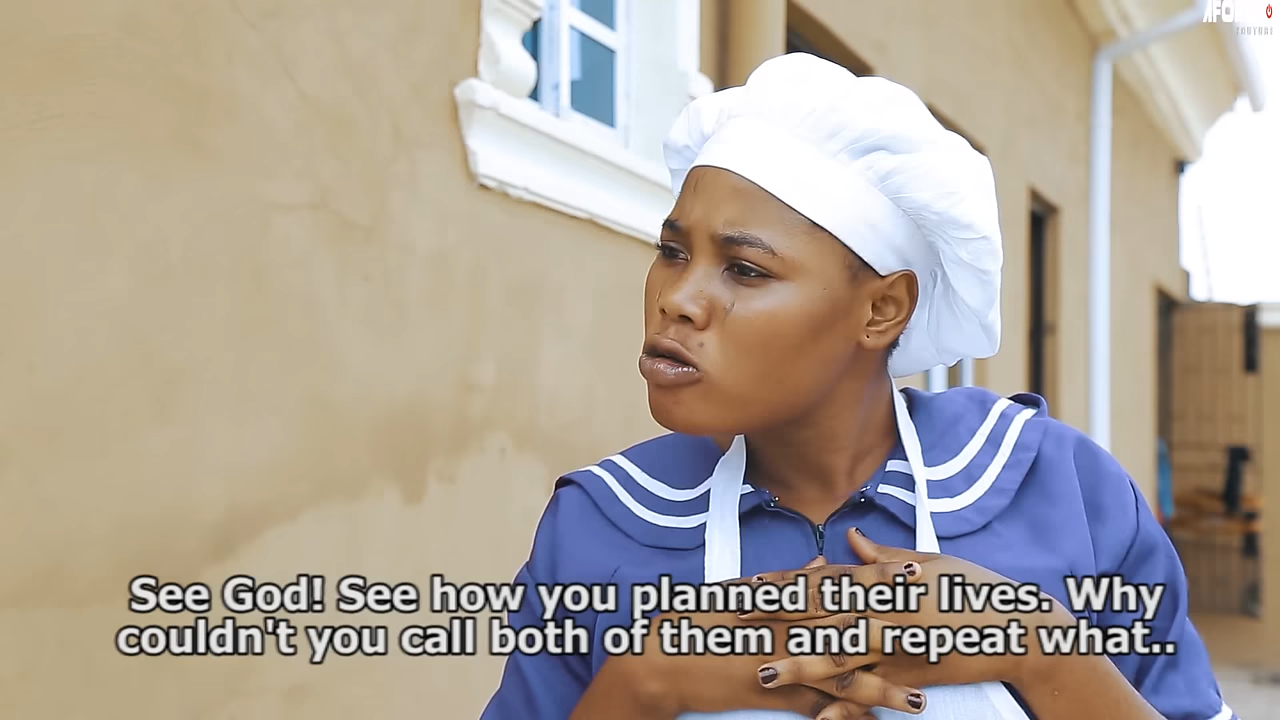 See God! See how you planned their lives. Why
couldn't you call both of them and repeat what..